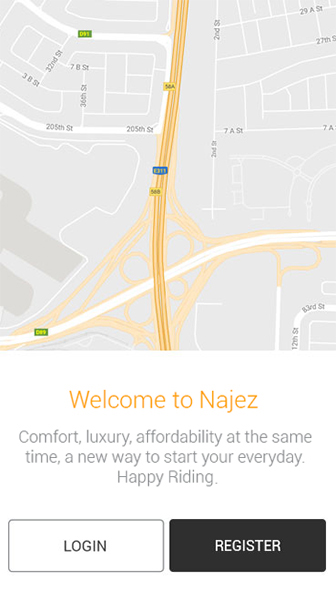 29 A St
2nd St
D91
27th
32nd St
7 B St
3 B St
36th St
56A
205th St
205th St
7 A St
7 A
2nd St
E311
56B
D89
83rd St
12th St
Welcome to Najez
Comfort, luxury, affordability at the same
time, a new way to start your everyday.
Happy Riding.
LOGIN
REGISTER